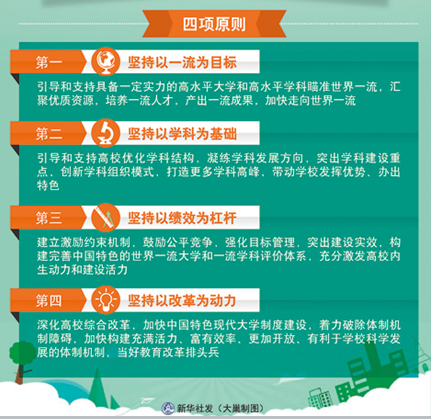 四项原则
第一 坚持以一流为目标
引导和支持具备一定实力的高水平大学和高水平学科瞄准世界一流，汇
聚优质资源，培养一流人才，产出一流成果，加快走向世界一流
第二 坚持以学科为基础
引导和支持高校优化学科结构，凝练学科发展方向，突出学科建设重
点，创新学科组织模式，打造更多学科高峰，带动学校发挥优势、办出
特色
第三 坚持以绩效为杠杆
建立激励约束机制，鼓励公平竞争，强化目标管理，突出建设实效，构
建完善中国特色的世界一流大学和一流学科评价体系，充分激发高校内
生动力和建设活力
第四 坚持以改革为动力
深化高校综合改革，加快中国特色现代大学制度建设，着力破除体制机
制障碍，加快构建充满活力、富有效率、更加开放、有利于学校科学发
展的体制机制，当好教育改革排头兵
新华社发（大巢制图）